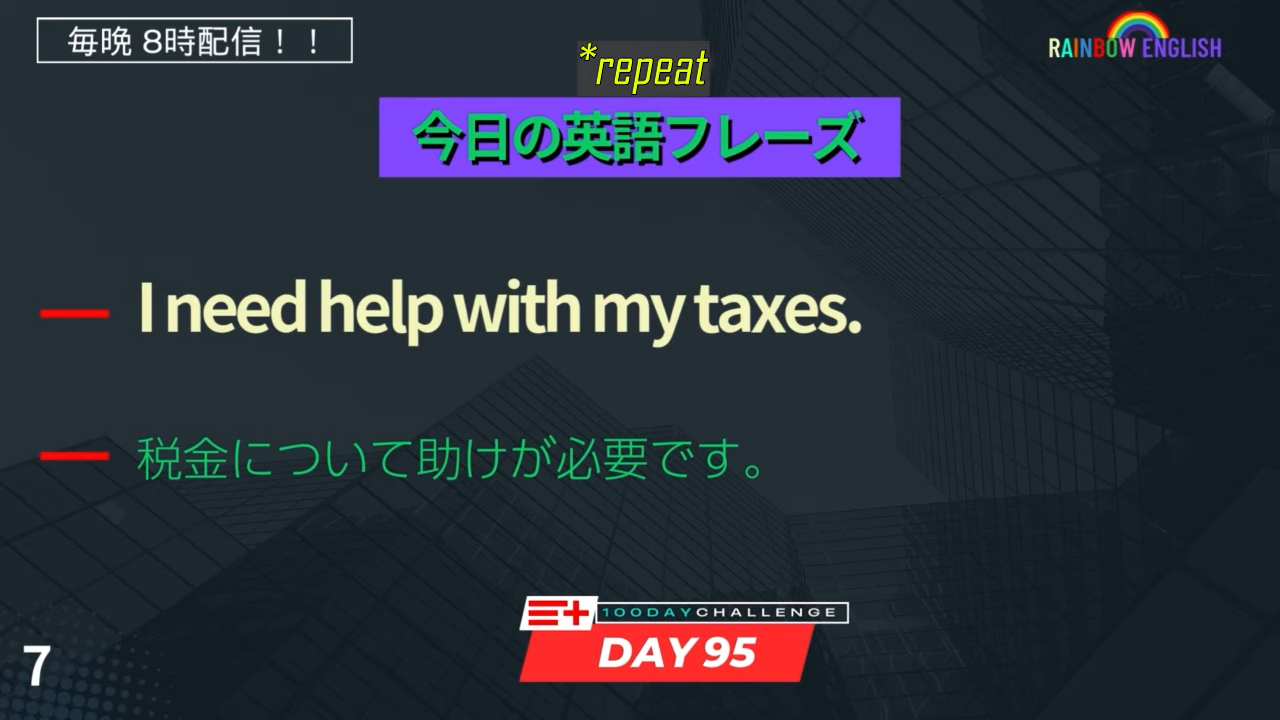 毎晩 8時配信！！
RAINBOW ENGLISH
*repeat
今日の英語フレーズ
I need help with my taxes.
税金について助けが必要です。
100DAYCHALLENGE
DAY 95
7